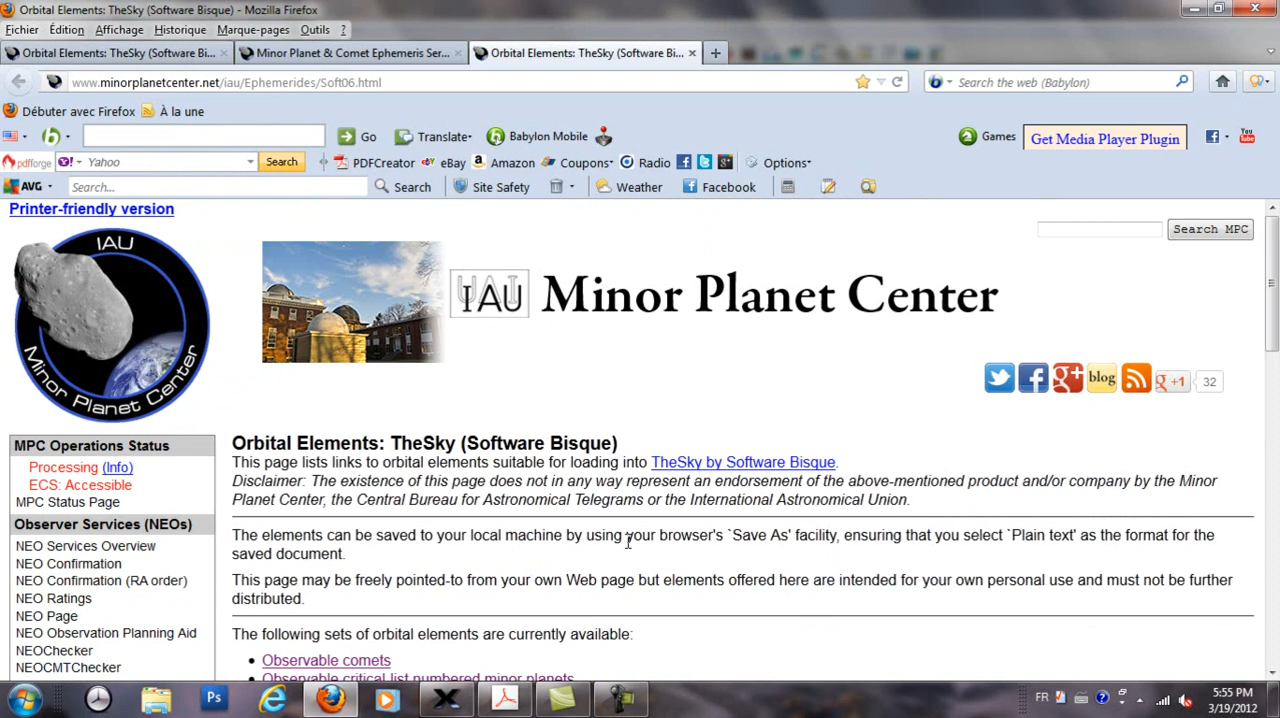 Orbital Elements: TheSky (Software Bisque) - Mozilla Firefox
Fichier Édition Affichage Historique Marque-pages Outils ?
Orbital Elements: TheSky (Software Bi... × Minor Planet & Comet Ephemeris Ser... × Orbital Elements: TheSky (Software Bi... × +
www.minorplanetcenter.net/iau/Ephemerides/Soft06.html Search the web (Babylon)
Débuter avec Firefox À la une
Go Translate Babylon Mobile Games Get Media Player Plugin You Tube
pdfforge Y! Yahoo Search PDFCreator eBay Amazon Coupons Radio Options
AVG Search... Search Site Safety Weather Facebook
Printer-friendly version
Search MPC
IAU
Minor Planet Center
IAU Minor Planet Center
blog +1 32
MPC Operations Status
Processing (Info)
ECS: Accessible
MPC Status Page
Observer Services (NEOs)
NEO Services Overview
NEO Confirmation
NEO Confirmation (RA order)
NEO Ratings
NEO Page
NEO Observation Planning Aid
NEOChecker
NEOCMTChecker
Orbital Elements: TheSky (Software Bisque)
This page lists links to orbital elements suitable for loading into TheSky by Software Bisque.
Disclaimer: The existence of this page does not in any way represent an endorsement of the above-mentioned product and/or company by the Minor
Planet Center, the Central Bureau for Astronomical Telegrams or the International Astronomical Union.
The elements can be saved to your local machine by using your browser's `Save As' facility, ensuring that you select `Plain text' as the format for the
saved document.
This page may be freely pointed-to from your own Web page but elements offered here are intended for your own personal use and must not be further
distributed.
The following sets of orbital elements are currently available:
• Observable comets
• Observable critical list numbered minor planets
Ps FR 5:55 PM
3/19/2012